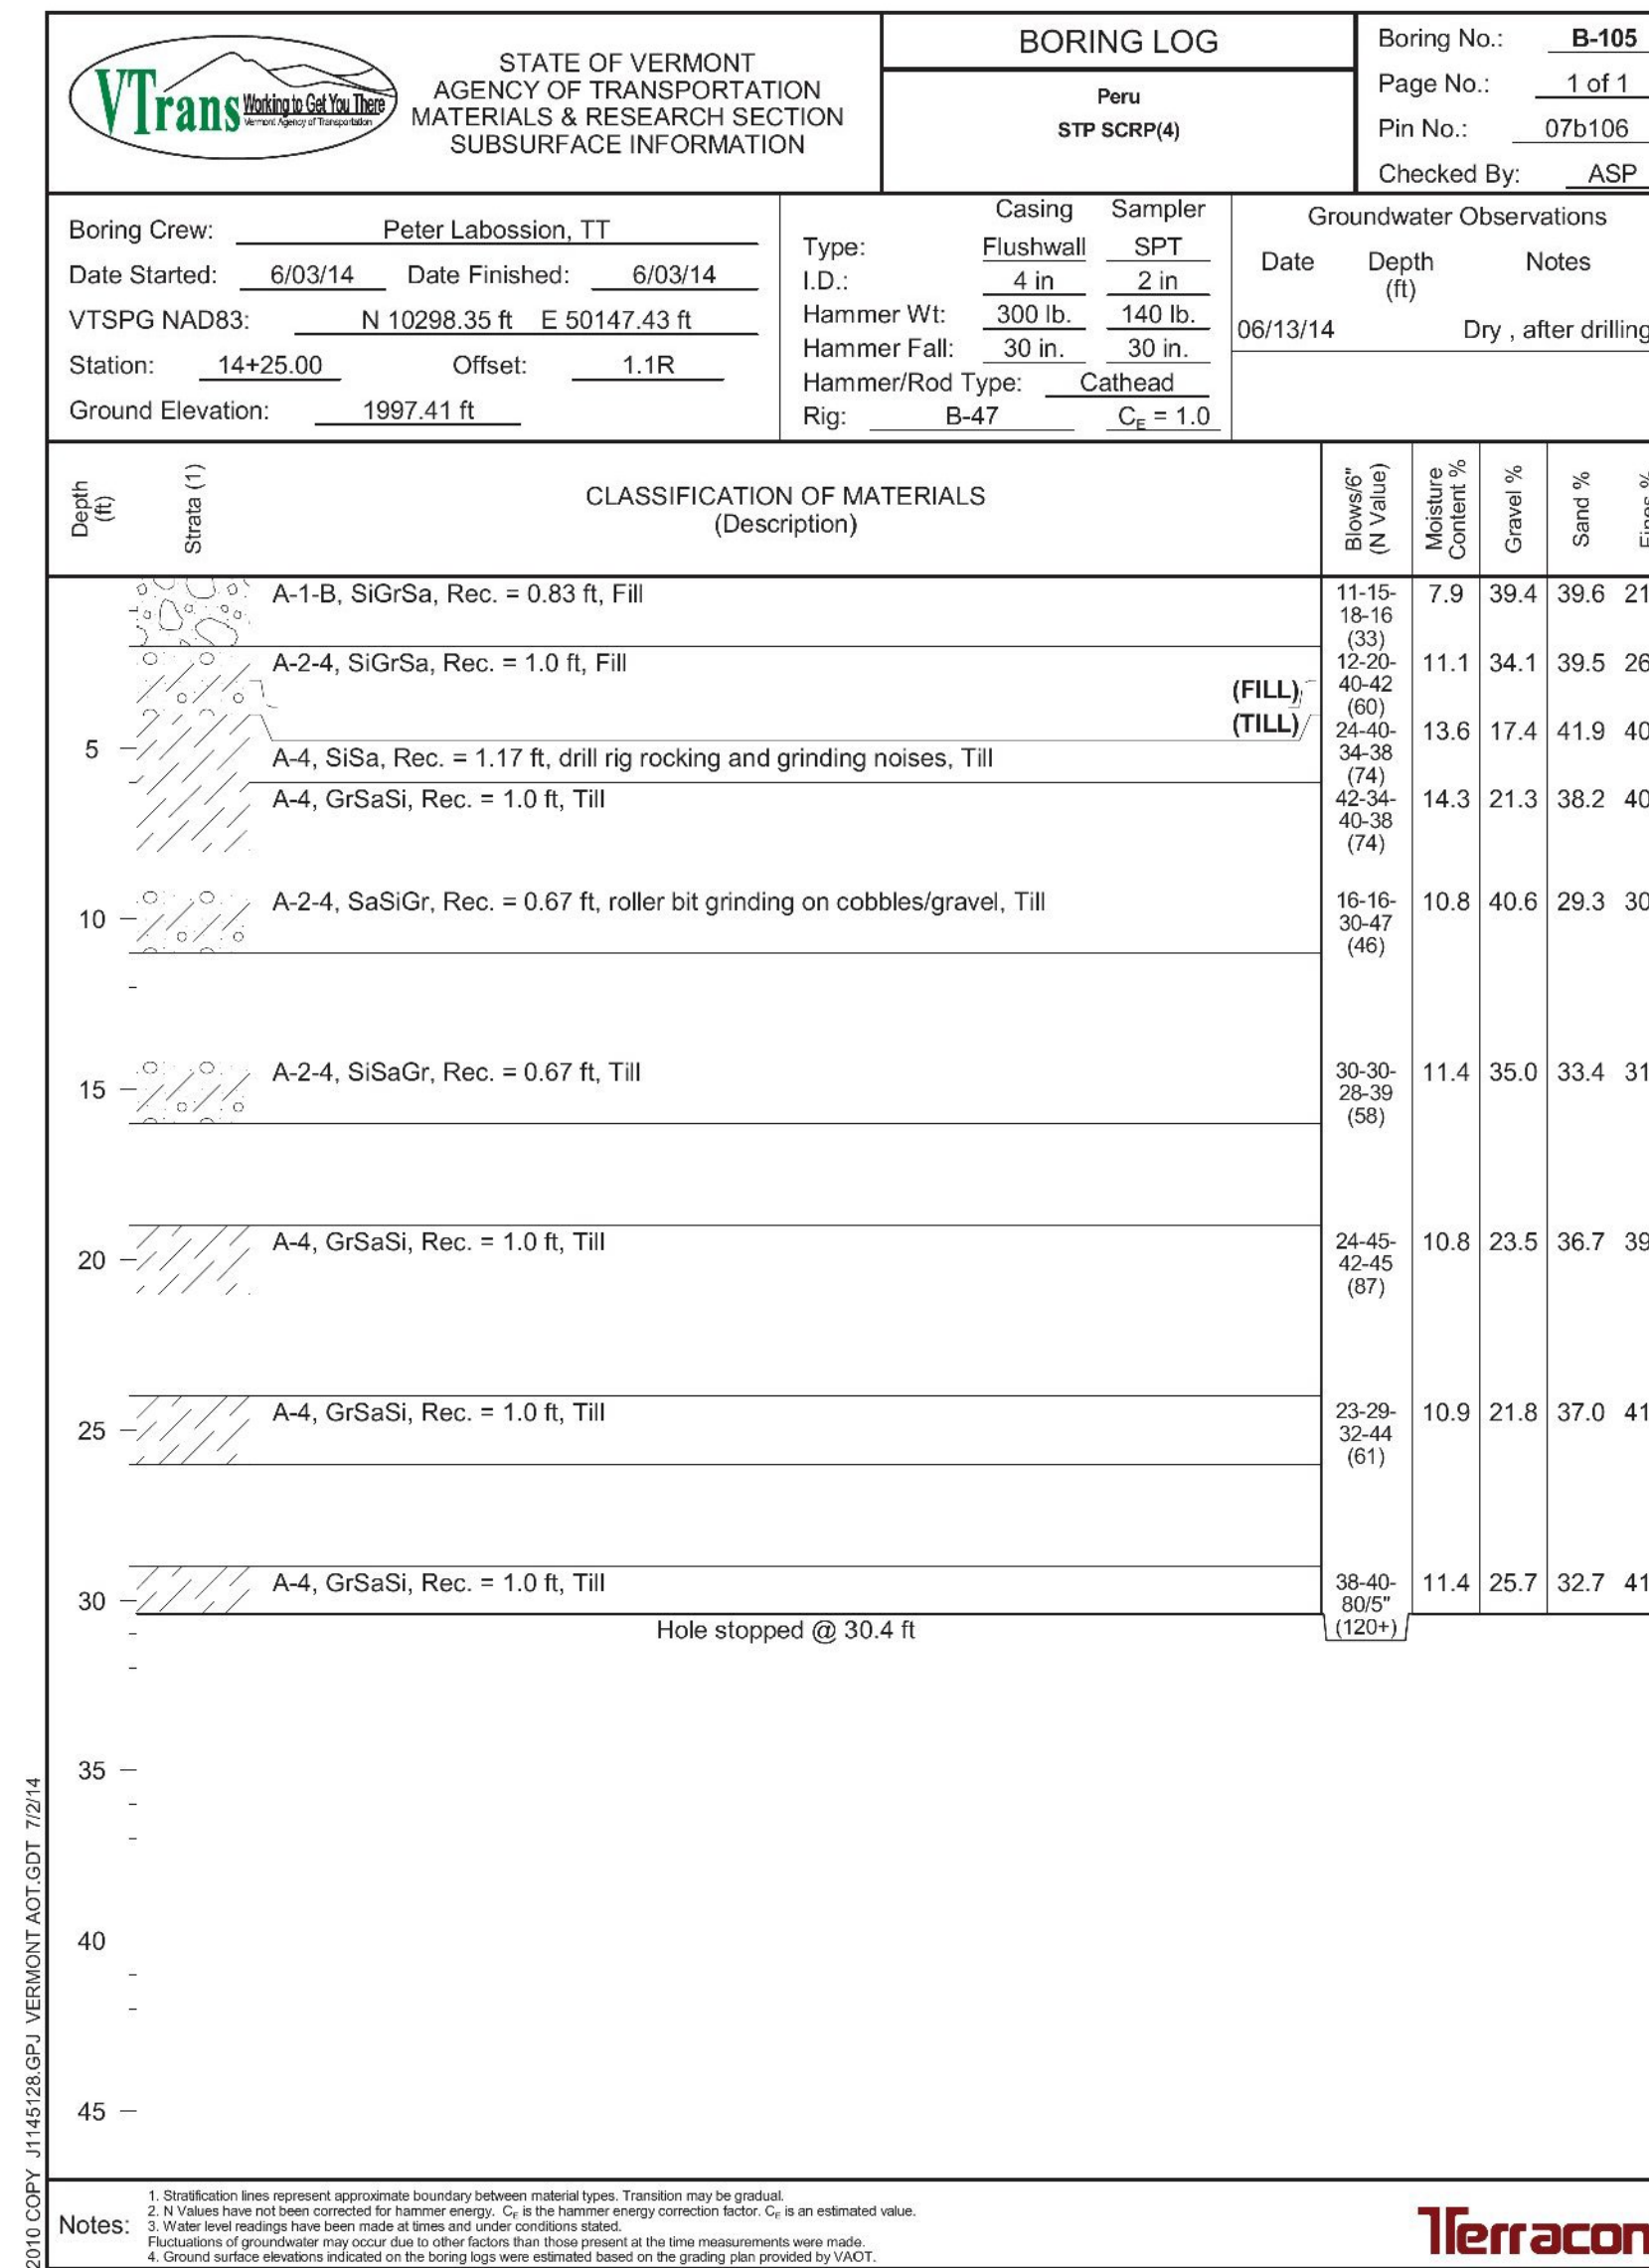 VTrans Working to Get You There
Vermont Agency of Transportation
STATE OF VERMONT
AGENCY OF TRANSPORTATION
MATERIALS & RESEARCH SECTION
SUBSURFACE INFORMATION
BORING LOG
Peru
STP SCRP(4)
Boring No.: B-105
Page No.: 1 of 1
Pin No.: 07b106
Checked By: ASP
Boring Crew: Peter Labossion, TT
Date Started: 6/03/14 Date Finished: 6/03/14
VTSPG NAD83: N 10298.35 ft E 50147.43 ft
Station: 14+25.00 Offset: 1.1R
Ground Elevation: 1997.41 ft
Casing Sampler
Type: Flushwall SPT
I.D.: 4 in 2 in
Hammer Wt: 300 lb. 140 lb.
Hammer Fall: 30 in. 30 in.
Hammer/Rod Type: Cathead
Rig: B-47 CE = 1.0
Groundwater Observations
Date Depth (ft) Notes
06/13/14 Dry , after drilling
Depth (ft)
Strata (1)
CLASSIFICATION OF MATERIALS
(Description)
Blows/6"
(N Value)
Moisture
Content %
Gravel %
Sand %
A-1-B, SiGrSa, Rec. = 0.83 ft, Fill 11-15- 7.9 39.4 39.6 21
18-16
(33)
A-2-4, SiGrSa, Rec. = 1.0 ft, Fill 12-20- 11.1 34.1 39.5 26
(FILL) 40-42
(60)
(TILL) 24-40- 13.6 17.4 41.9 40
5 A-4, SiSa, Rec. = 1.17 ft, drill rig rocking and grinding noises, Till 34-38
(74)
A-4, GrSaSi, Rec. = 1.0 ft, Till 42-34- 14.3 21.3 38.2 40
40-38
(74)
A-2-4, SaSiGr, Rec. = 0.67 ft, roller bit grinding on cobbles/gravel, Till 16-16- 10.8 40.6 29.3 30
10 30-47
(46)
A-2-4, SiSaGr, Rec. = 0.67 ft, Till 30-30- 11.4 35.0 33.4 31
15 28-39
(58)
A-4, GrSaSi, Rec. = 1.0 ft, Till 24-45- 10.8 23.5 36.7 39
20 42-45
(87)
A-4, GrSaSi, Rec. = 1.0 ft, Till 23-29- 10.9 21.8 37.0 41
25 32-44
(61)
A-4, GrSaSi, Rec. = 1.0 ft, Till 38-40- 11.4 25.7 32.7 41
30 80/5"
Hole stopped @ 30.4 ft (120+)
35
40
45
2010 COPY J1145128.GPJ VERMONT AOT.GDT 7/2/14
Notes:
1. Stratification lines represent approximate boundary between material types. Transition may be gradual.
2. N Values have not been corrected for hammer energy. CE is the hammer energy correction factor. CE is an estimated value.
3. Water level readings have been made at times and under conditions stated.
Fluctuations of groundwater may occur due to other factors than those present at the time measurements were made.
4. Ground surface elevations indicated on the boring logs were estimated based on the grading plan provided by VAOT.
Terracon